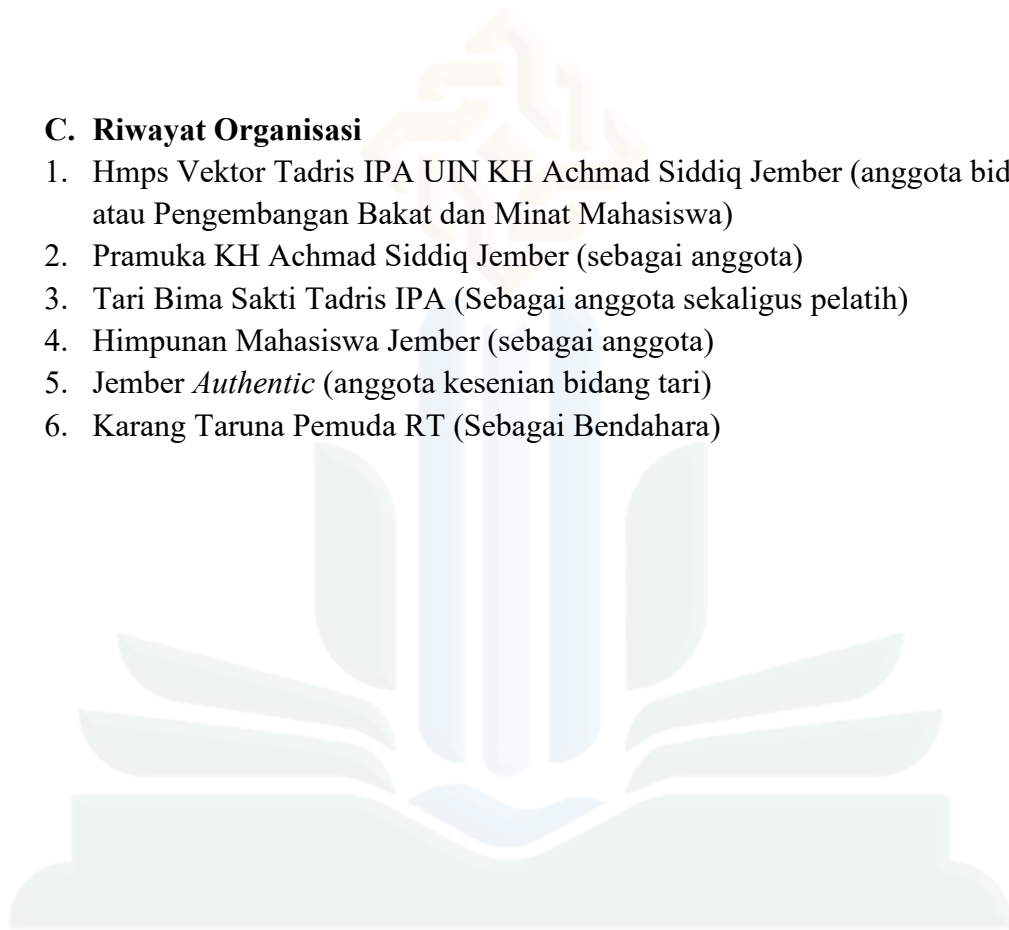 C. Riwayat Organisasi
1. Hmps Vektor Tadris IPA UIN KH Achmad Siddiq Jember (anggota bid
atau Pengembangan Bakat dan Minat Mahasiswa)
2. Pramuka KH Achmad Siddiq Jember (sebagai anggota)
3. Tari Bima Sakti Tadris IPA (Sebagai anggota sekaligus pelatih)
4. Himpunan Mahasiswa Jember (sebagai anggota)
5. Jember Authentic (anggota kesenian bidang tari)
6. Karang Taruna Pemuda RT (Sebagai Bendahara)